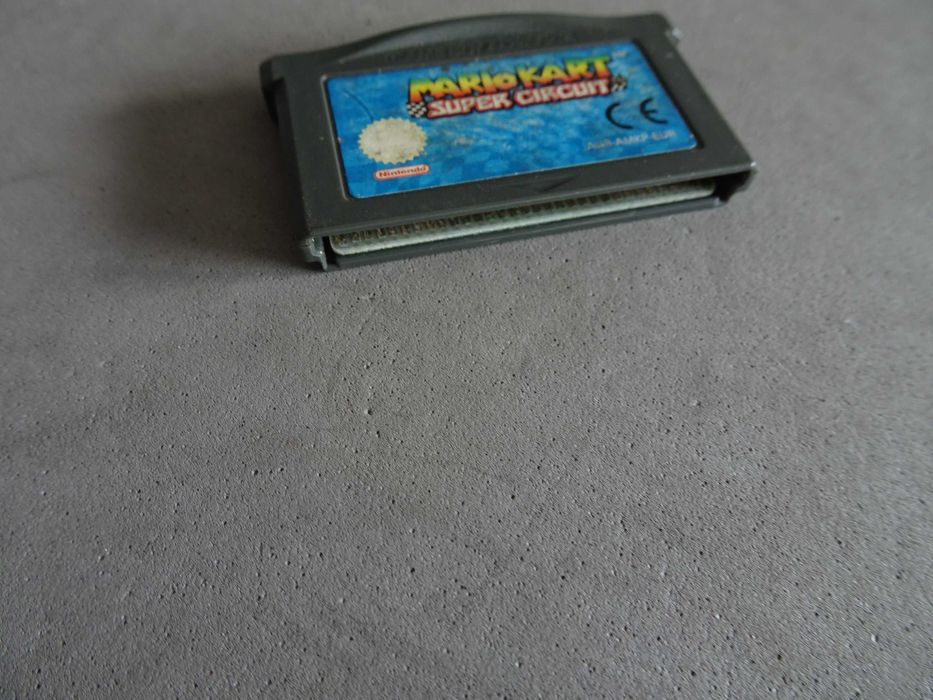 MARIO KART
SUPER CIRCUIT
CE
AGB-AMKP-EUR
Nintendo